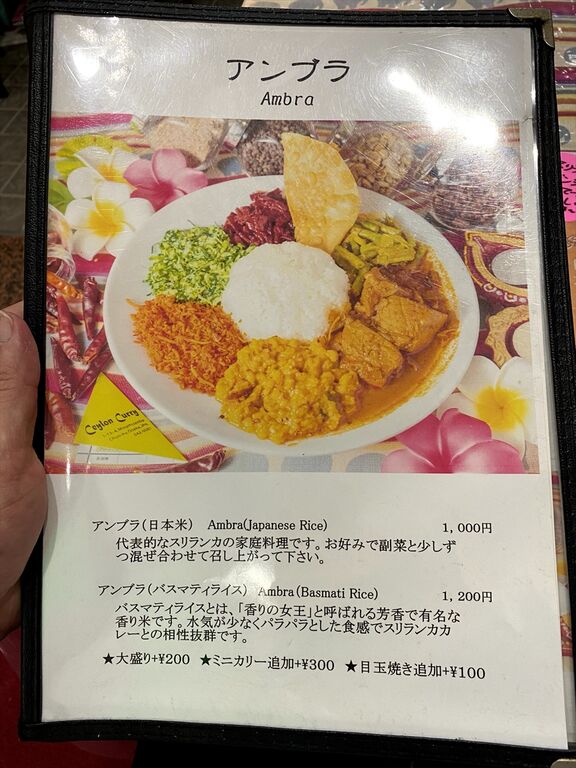 アンブラ
Ambra
Ceylon Curry
アンブラ(日本米) Ambra(Japanese Rice) 1,000円
代表的なスリランカの家庭料理です。お好みで副菜と少しず
つ混ぜ合わせて召し上がって下さい。
アンブラ(バスマティライス) Ambra(Basmati Rice) 1,200円
バスマティライスとは、「香りの女王」と呼ばれる芳香で有名な
香り米です。水気が少なくパラパラとした食感でスリランカカ
レーとの相性抜群です。
★大盛り+¥200 ★ミニカリー追加+¥300 ★目玉焼き追加+¥100